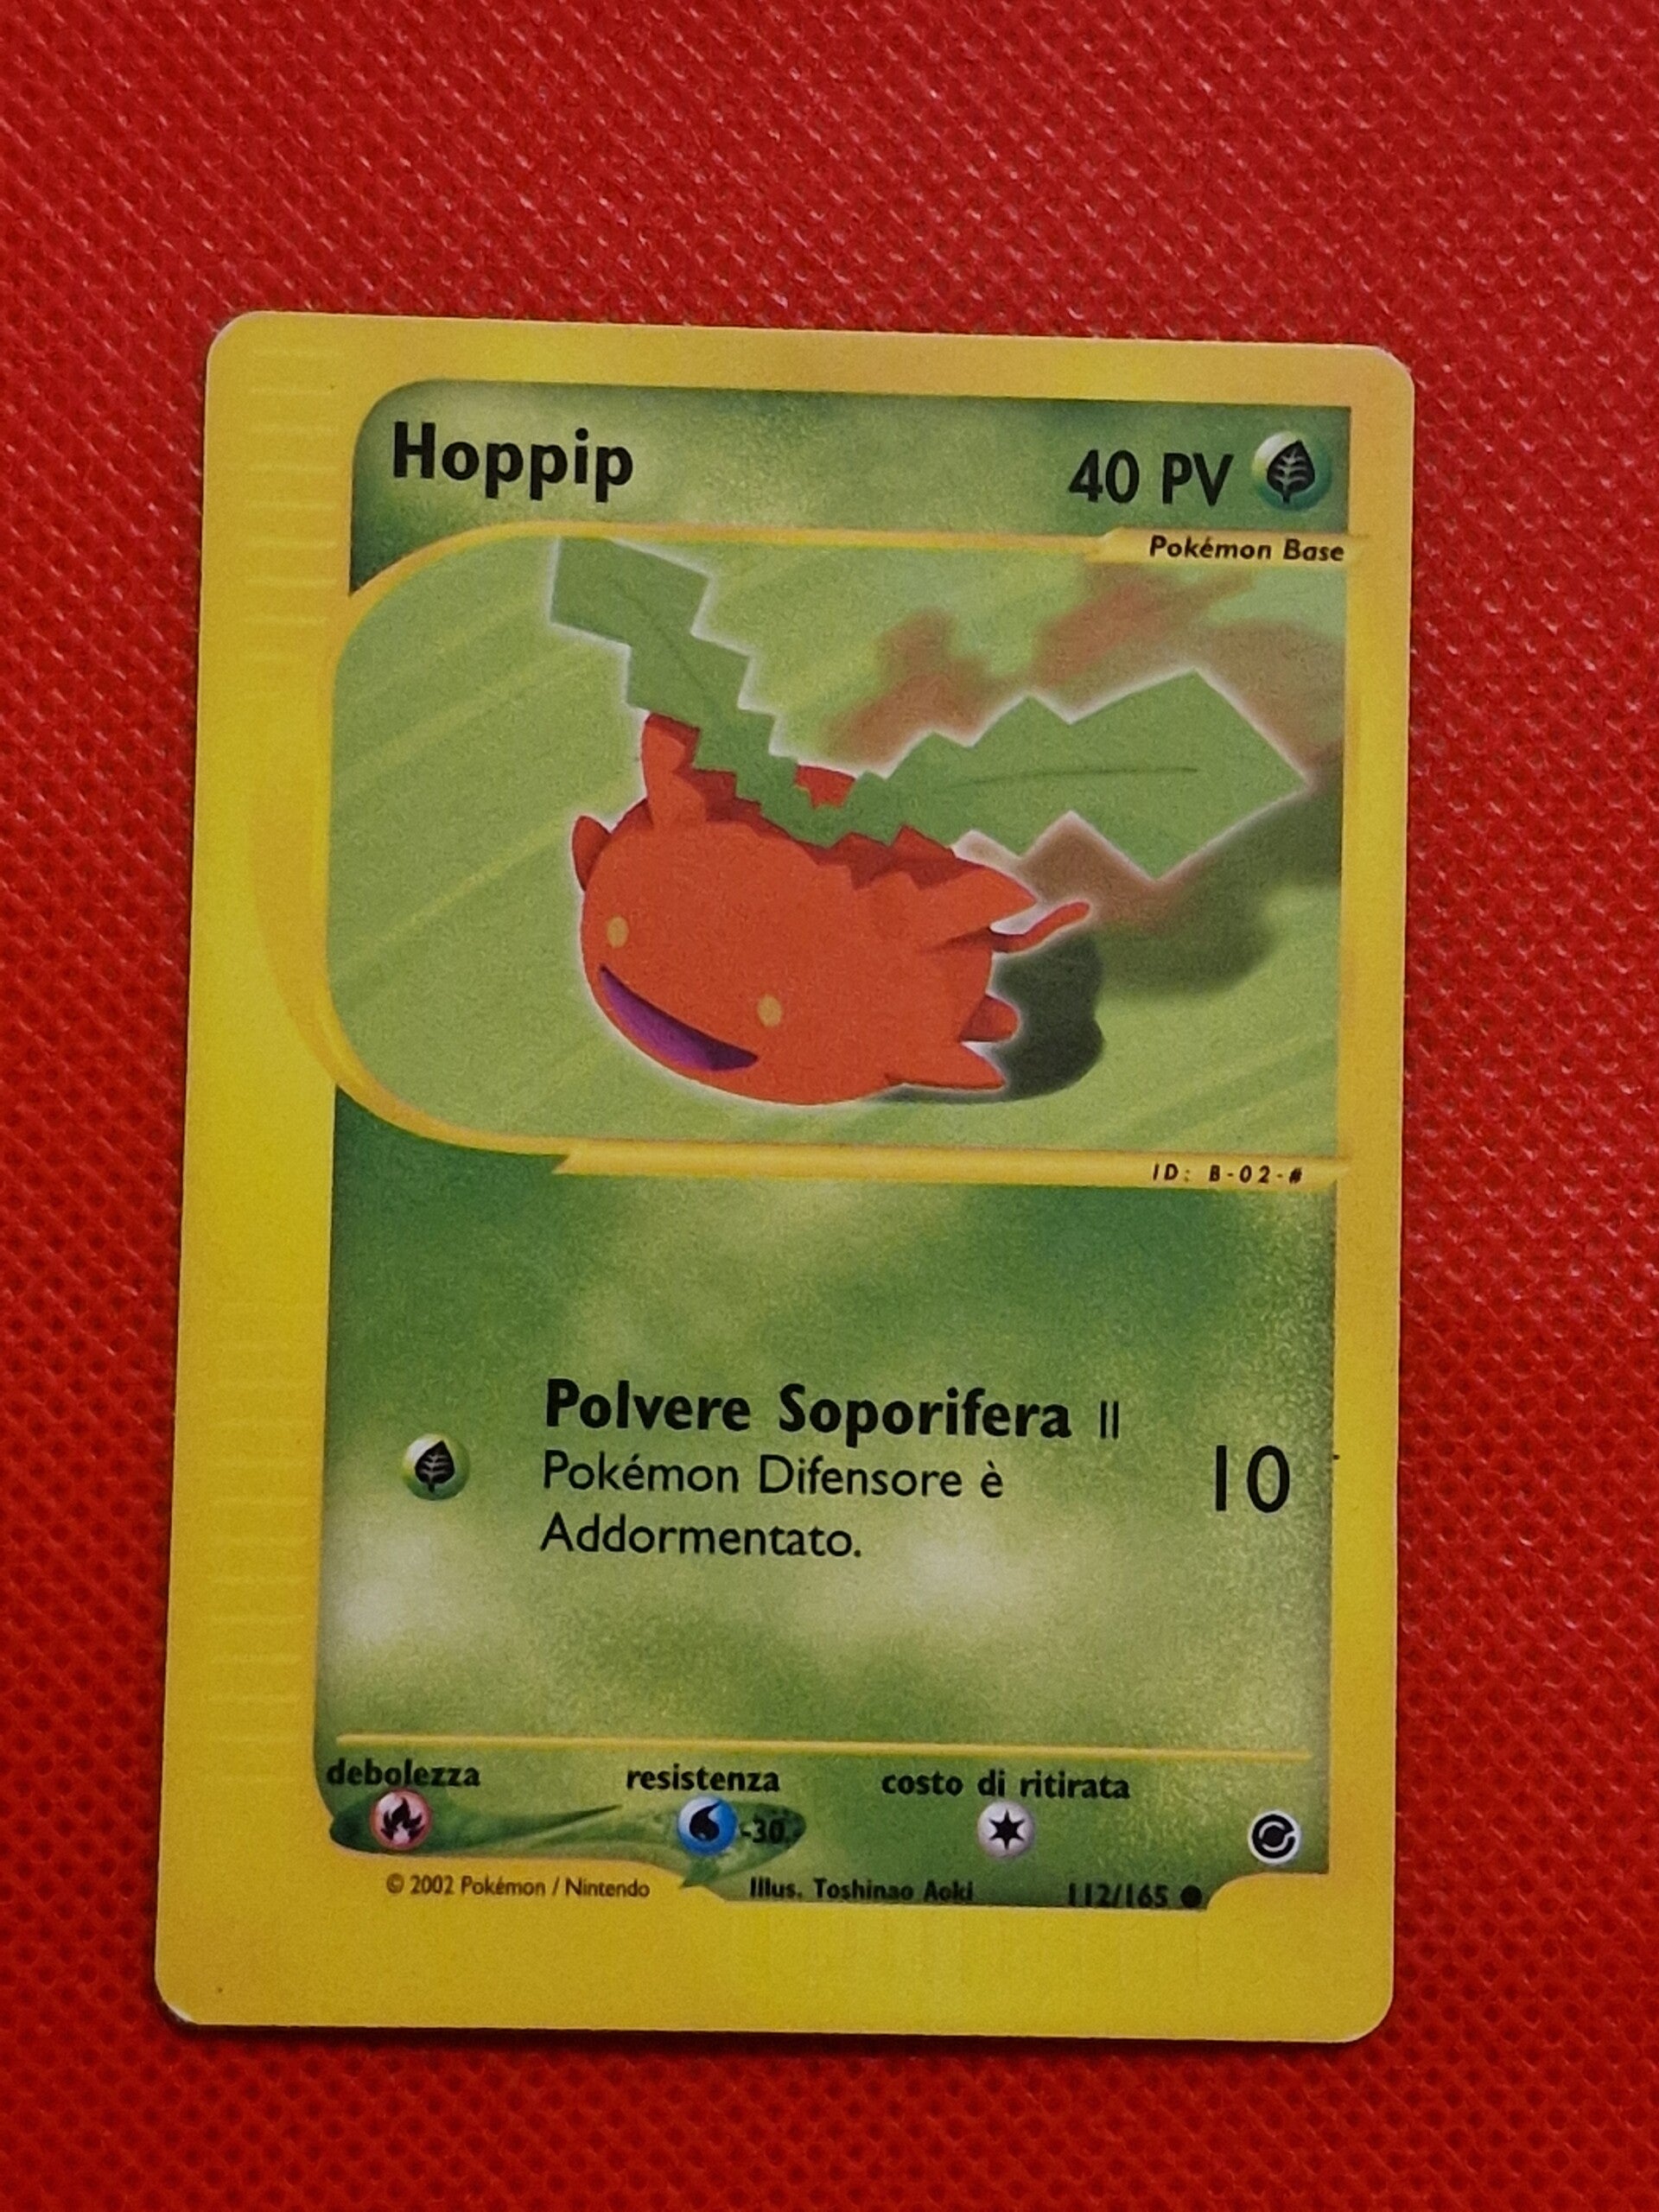 Hoppip
40 PV
Pokémon Base
ID: B-02-#
Polvere Soporifera Il
Pokémon Difensore è
Addormentato.
10
debolezza resistenza costo di ritirata
-30
© 2002 Pokémon / Nintendo Illus. Toshinao Aoki 112/165